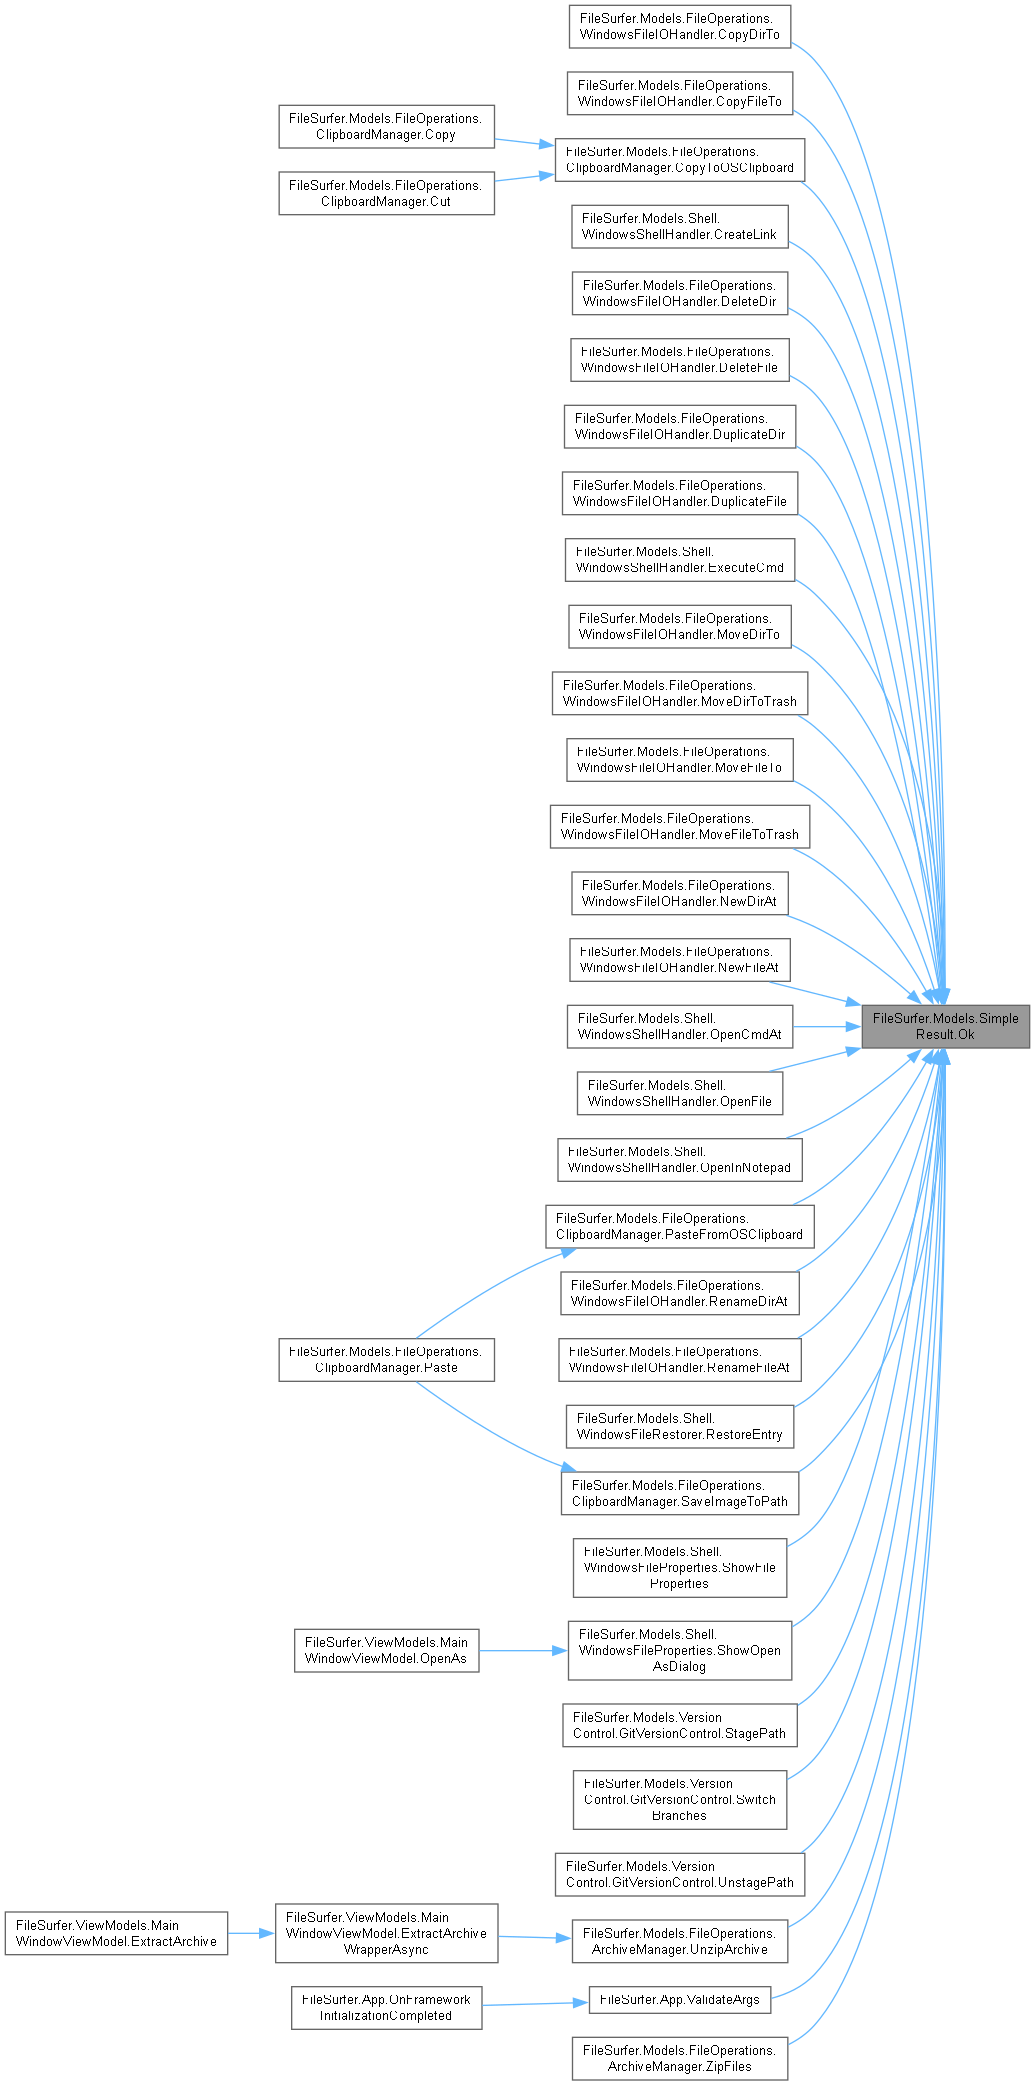 FileSurfer.Models.FileOperations.
WindowsFileIOHandler.CopyDirTo
FileSurfer.Models.FileOperations.
WindowsFileIOHandler.CopyFileTo
FileSurfer.Models.FileOperations.
ClipboardManager.Copy
FileSurfer.Models.FileOperations.
ClipboardManager.CopyToOSClipboard
FileSurfer.Models.FileOperations.
ClipboardManager.Cut
FileSurfer.Models.Shell.
WindowsShellHandler.CreateLink
FileSurfer.Models.FileOperations.
WindowsFileIOHandler.DeleteDir
FileSurfer.Models.FileOperations.
WindowsFileIOHandler.DeleteFile
FileSurfer.Models.FileOperations.
WindowsFileIOHandler.DuplicateDir
FileSurfer.Models.FileOperations.
WindowsFileIOHandler.DuplicateFile
FileSurfer.Models.Shell.
WindowsShellHandler.ExecuteCmd
FileSurfer.Models.FileOperations.
WindowsFileIOHandler.MoveDirTo
FileSurfer.Models.FileOperations.
WindowsFileIOHandler.MoveDirToTrash
FileSurfer.Models.FileOperations.
WindowsFileIOHandler.MoveFileTo
FileSurfer.Models.FileOperations.
WindowsFileIOHandler.MoveFileToTrash
FileSurfer.Models.FileOperations.
WindowsFileIOHandler.NewDirAt
FileSurfer.Models.FileOperations.
WindowsFileIOHandler.NewFileAt
FileSurfer.Models.Simple
Result.Ok
FileSurfer.Models.Shell.
WindowsShellHandler.OpenCmdAt
FileSurfer.Models.Shell.
WindowsShellHandler.OpenFile
FileSurfer.Models.Shell.
WindowsShellHandler.OpenInNotepad
FileSurfer.Models.FileOperations.
ClipboardManager.PasteFromOSClipboard
FileSurfer.Models.FileOperations.
WindowsFileIOHandler.RenameDirAt
FileSurfer.Models.FileOperations.
ClipboardManager.Paste
FileSurfer.Models.FileOperations.
WindowsFileIOHandler.RenameFileAt
FileSurfer.Models.Shell.
WindowsFileRestorer.RestoreEntry
FileSurfer.Models.FileOperations.
ClipboardManager.SaveImageToPath
FileSurfer.Models.Shell.
WindowsFileProperties.ShowFile
Properties
FileSurfer.ViewModels.Main
WindowViewModel.OpenAs
FileSurfer.Models.Shell.
WindowsFileProperties.ShowOpen
AsDialog
FileSurfer.Models.Version
Control.GitVersionControl.StagePath
FileSurfer.Models.Version
Control.GitVersionControl.Switch
Branches
FileSurfer.Models.Version
Control.GitVersionControl.UnstagePath
FileSurfer.ViewModels.Main
WindowViewModel.ExtractArchive
FileSurfer.ViewModels.Main
WindowViewModel.ExtractArchive
WrapperAsync
FileSurfer.Models.FileOperations.
ArchiveManager.UnzipArchive
FileSurfer.App.OnFramework
InitializationCompleted
FileSurfer.App.ValidateArgs
FileSurfer.Models.FileOperations.
ArchiveManager.ZipFiles